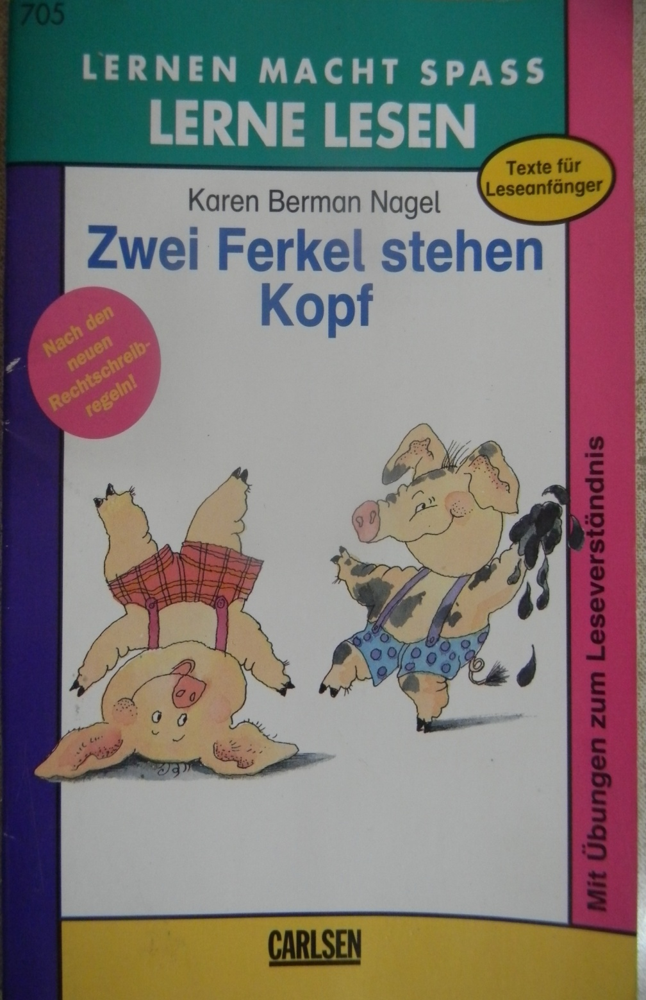 705
LERNEN MACHT SPASS
LERNE LESEN
Texte für
Leseanfänger
Karen Berman Nagel
Zwei Ferkel stehen
Kopf
Nach den
neuen
Rechtschreib-
regeln!
Mit Übungen zum Leseverständnis
CARLSEN